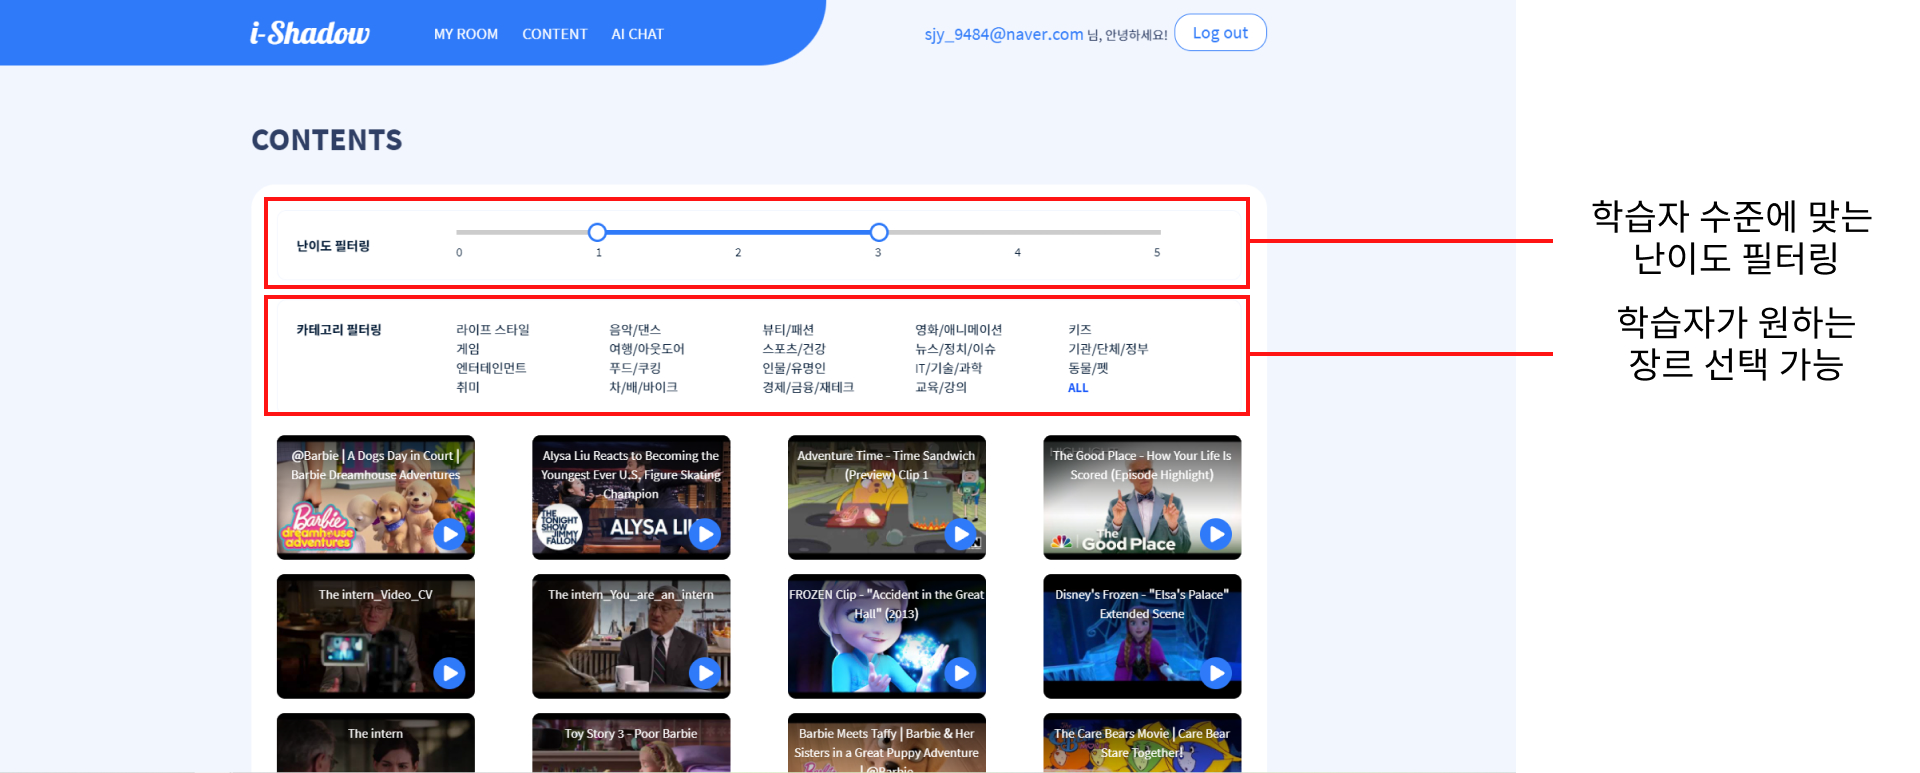 i-Shadow
MY ROOM CONTENT AI CHAT
sjy_9484@naver.com 님, 안녕하세요! Log out
CONTENTS
난이도 필터링
0 1 2 3 4 5
학습자 수준에 맞는
난이도 필터링
카테고리 필터링
라이프 스타일 음악/댄스 뷰티/패션 영화/애니메이션 키즈
게임 여행/아웃도어 스포츠/건강 뉴스/정치/이슈 기관/단체/정부
엔터테인먼트 푸드/쿠킹 인물/유명인 IT/기술/과학 동물/펫
취미 차/배/바이크 경제/금융/재테크 교육/강의 ALL
학습자가 원하는
장르 선택 가능
@Barbie | A Dogs Day in Court |
Barbie Dreamhouse Adventures
Barbie
dreamhouse
adventures
Alysa Liu Reacts to Becoming the
Youngest Ever U.S. Figure Skating
Champion
THE
TONIGHT
SHOW
JIMMY
FALLON
ALYSA LIU
Adventure Time - Time Sandwich
(Preview) Clip 1
The Good Place - How Your Life Is
Scored (Episode Highlight)
The
Good Place
The intern_Video_CV
The intern_You_are_an_intern
FROZEN Clip - "Accident in the Great
Hall" (2013)
Disney's Frozen - "Elsa's Palace"
Extended Scene
The intern
Toy Story 3 - Poor Barbie
Barbie Meets Taffy | Barbie & Her
Sisters in a Great Puppy Adventure
| @Barbie
The Care Bears Movie | Care Bear
Stare Together!